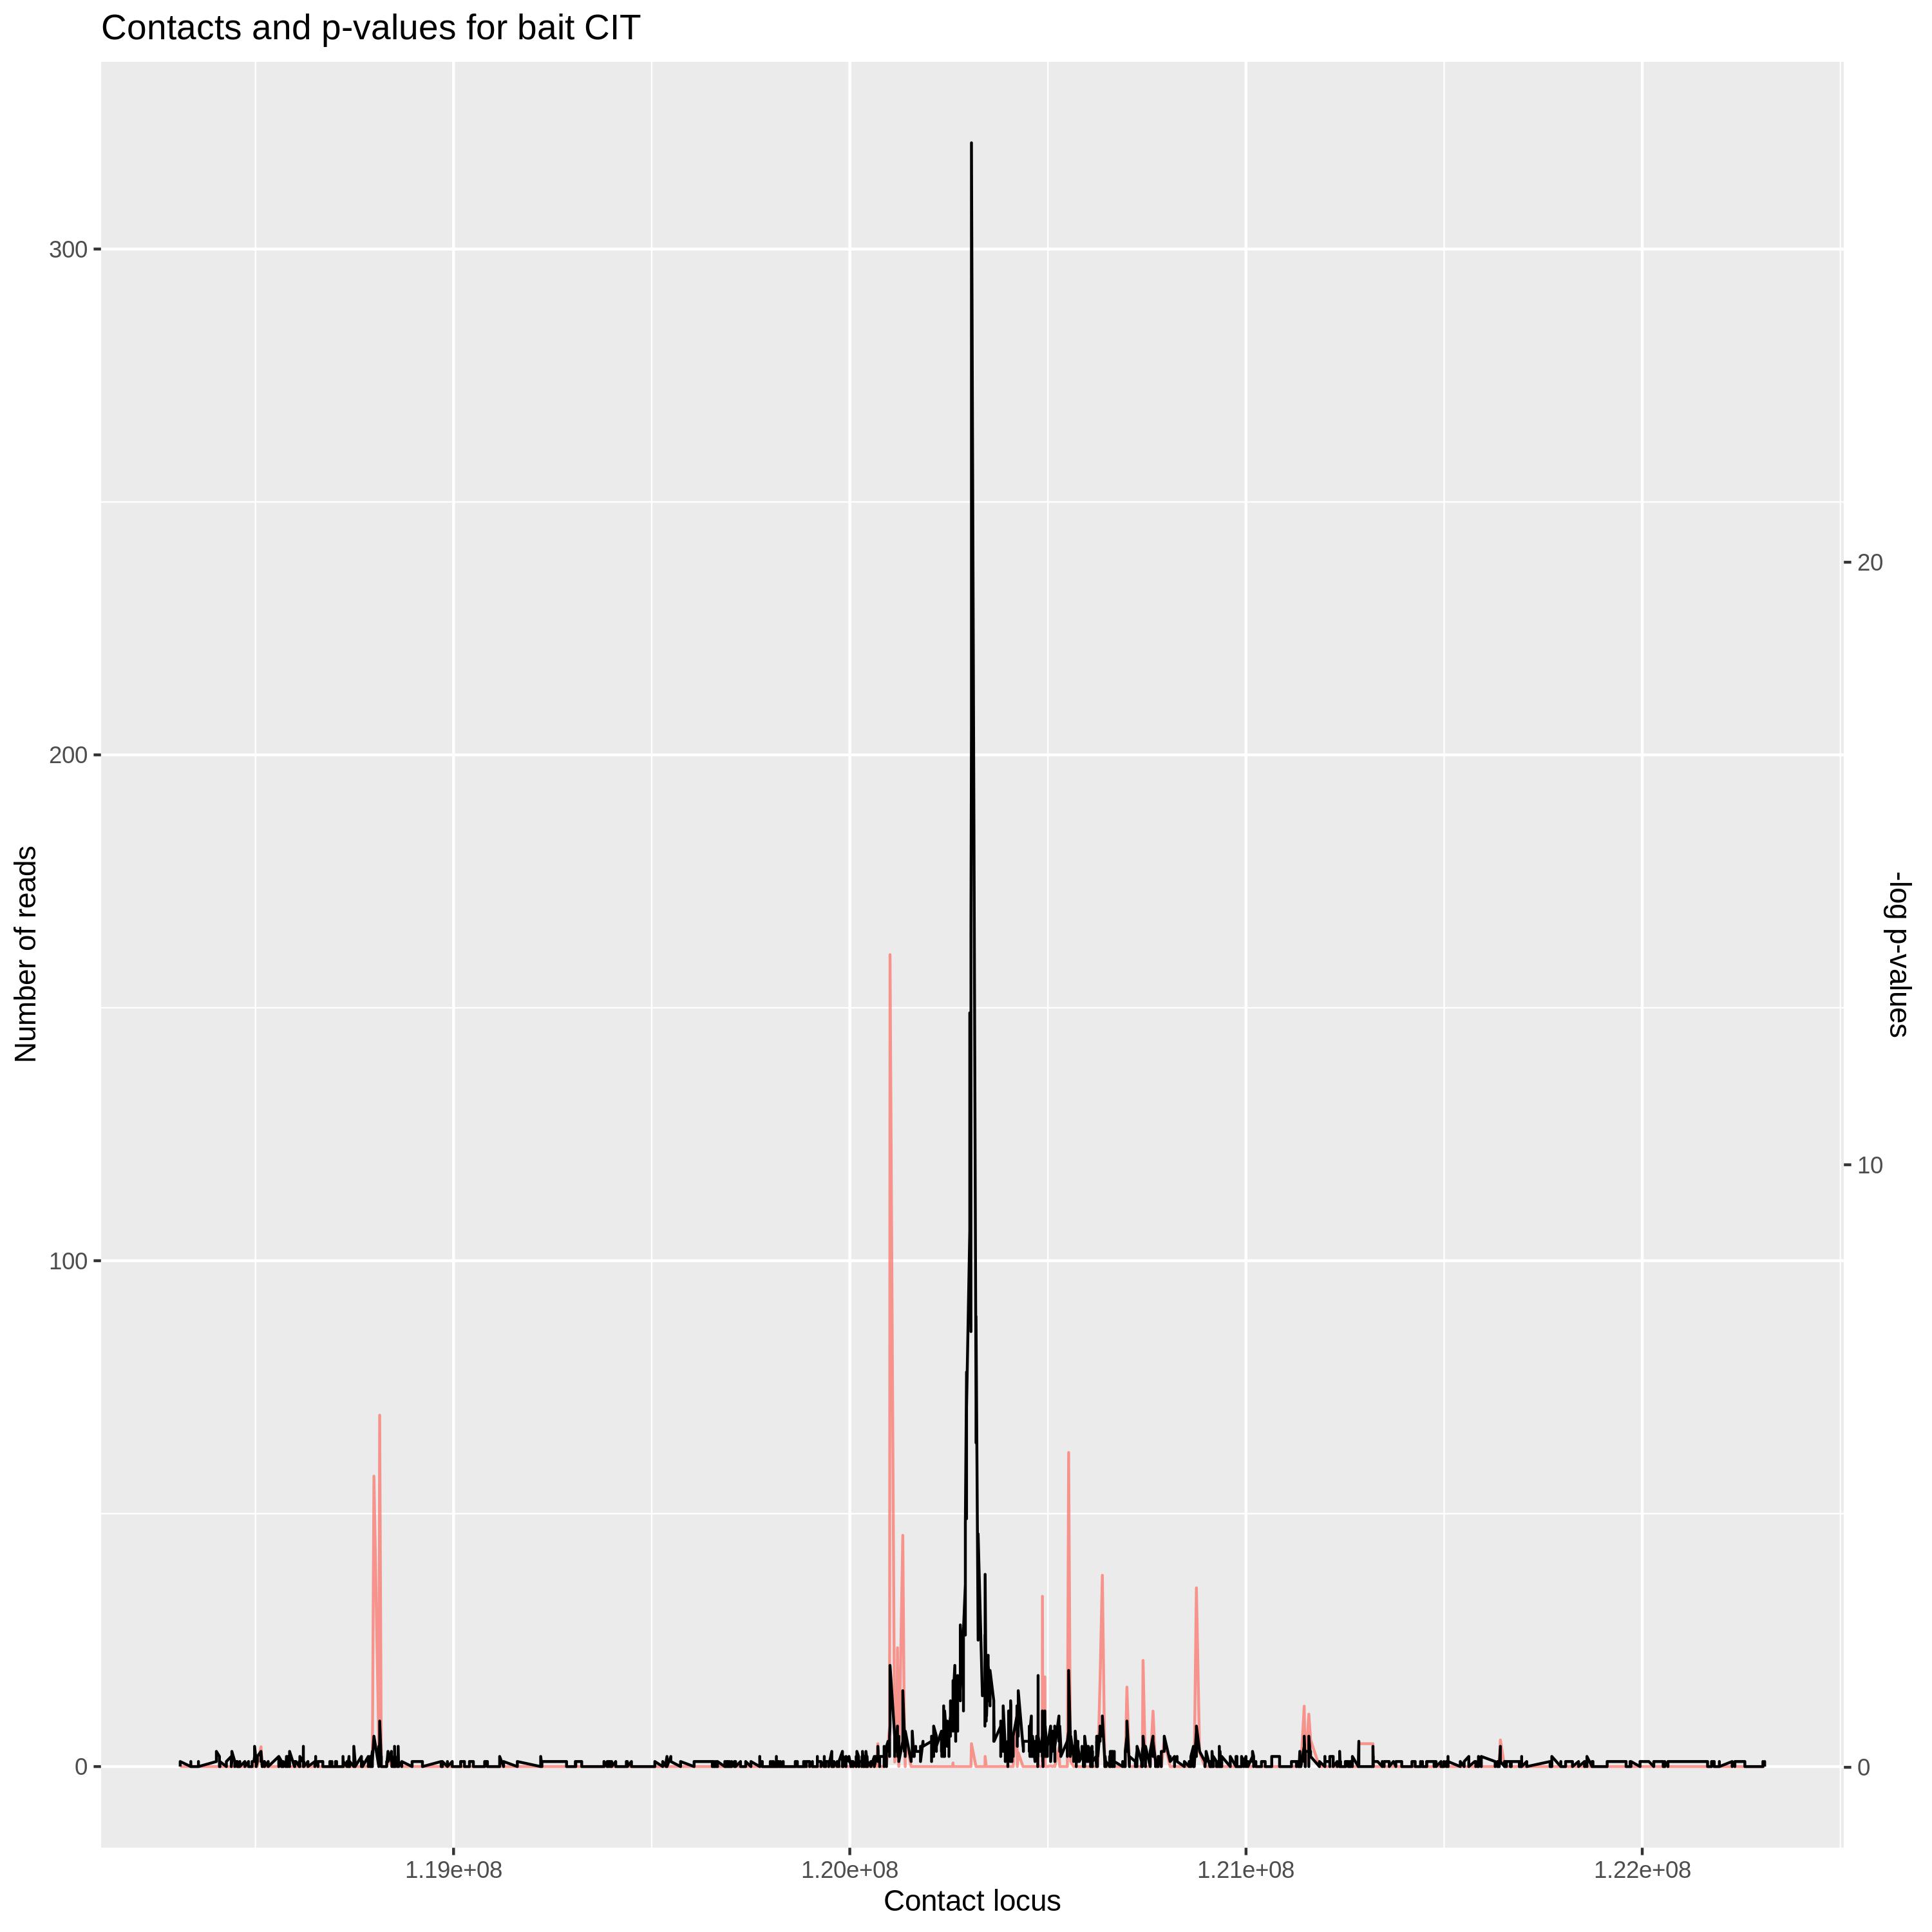 Contacts and p-values for bait CIT
300
200
100
0
Number of reads
20
10
0
-log p-values
1.19e+08
1.20e+08
1.21e+08
1.22e+08
Contact locus